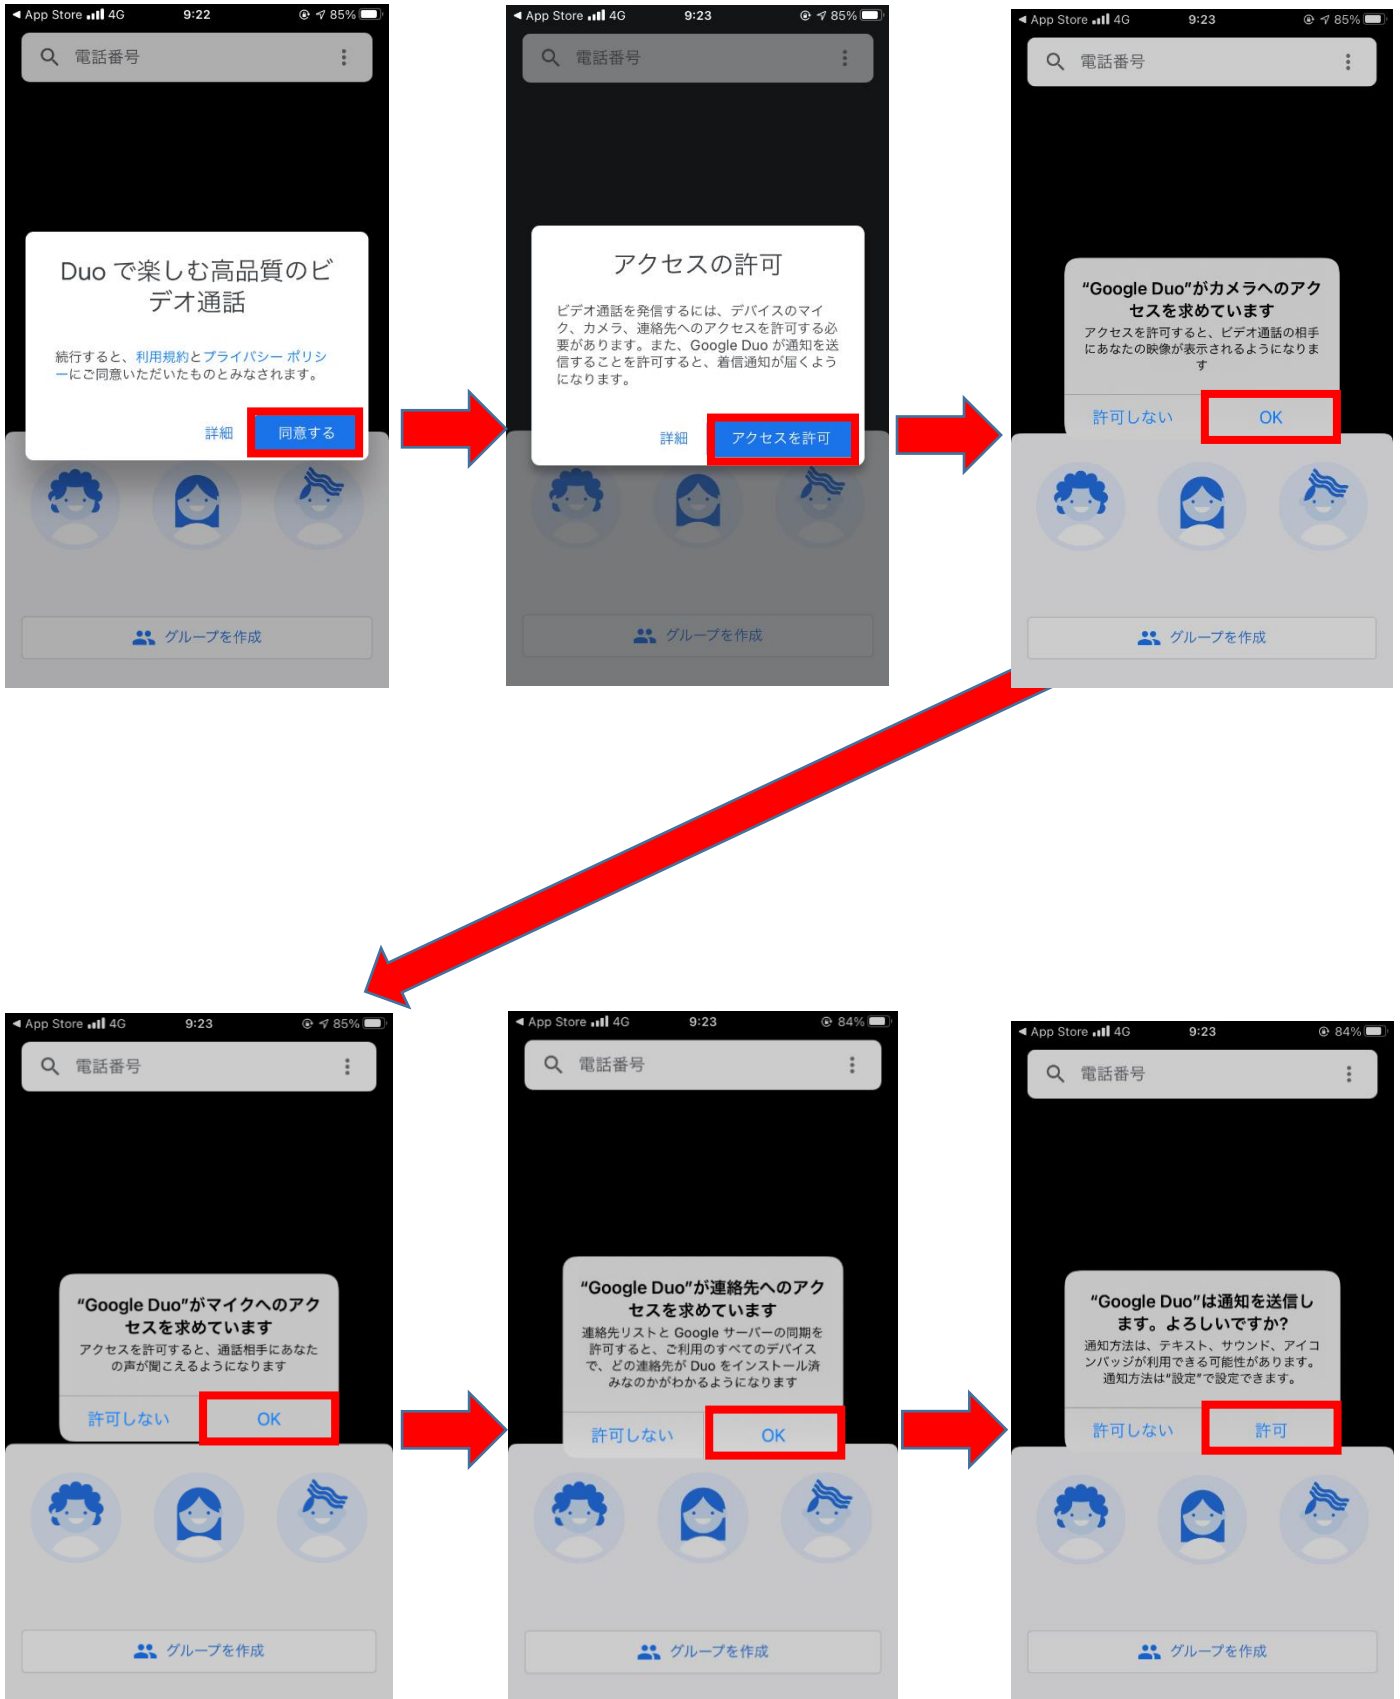 ◀ App Store 4G 9:22 85%
電話番号
Duo で楽しむ高品質のビ
デオ通話
続行すると、利用規約とプライバシー ポリシ
ーにご同意いただいたものとみなされます。
詳細 同意する
グループを作成
◀ App Store 4G 9:23 85%
電話番号
アクセスの許可
ビデオ通話を発信するには、デバイスのマイ
ク、カメラ、連絡先へのアクセスを許可する必
要があります。また、Google Duo が通知を送
信することを許可すると、着信通知が届くよう
になります。
詳細 アクセスを許可
グループを作成
◀ App Store 4G 9:23 85%
電話番号
“Google Duo”がカメラへのアク
セスを求めています
アクセスを許可すると、ビデオ通話の相手
にあなたの映像が表示されるようになりま
す
許可しない OK
グループを作成
◀ App Store 4G 9:23 85%
電話番号
“Google Duo”がマイクへのアク
セスを求めています
アクセスを許可すると、通話相手にあなた
の声が聞こえるようになります
許可しない OK
グループを作成
◀ App Store 4G 9:23 84%
電話番号
“Google Duo”が連絡先へのアク
セスを求めています
連絡先リストと Google サーバーの同期を
許可すると、ご利用のすべてのデバイス
で、どの連絡先が Duo をインストール済
みなのかがわかるようになります
許可しない OK
グループを作成
◀ App Store 4G 9:23 84%
電話番号
“Google Duo”は通知を送信し
ます。よろしいですか?
通知方法は、テキスト、サウンド、アイコ
ンバッジが利用できる可能性があります。
通知方法は“設定”で設定できます。
許可しない 許可
グループを作成